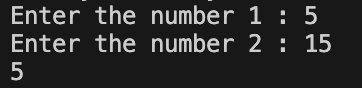 Enter the number 1 : 5
Enter the number 2 : 15
5